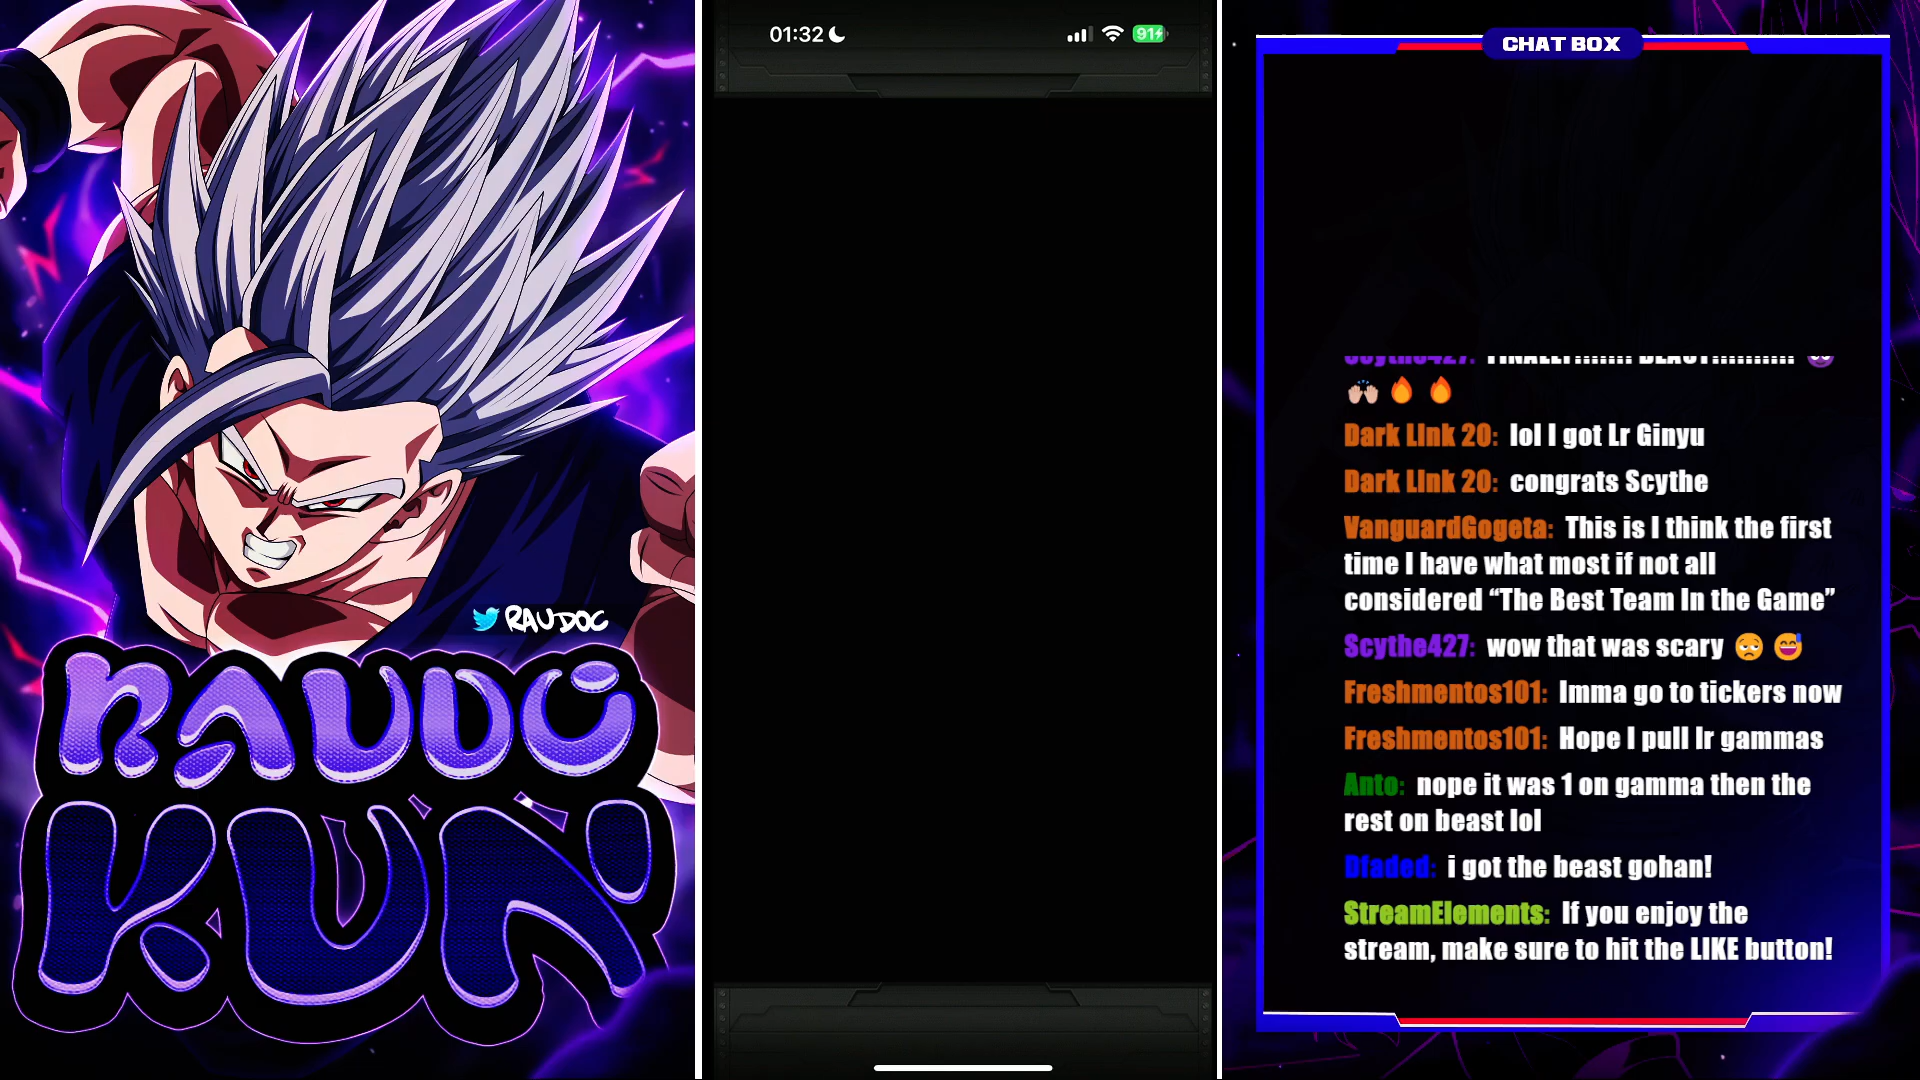 RAUDOC
RAUDO
KUN
01:32
91
CHAT BOX
Scythe427: FINALLY!!!!!!! BEAST!!!!!!!!!!!
Dark LInk 20: lol I got Lr Ginyu
Dark LInk 20: congrats Scythe
VanguardGogeta: This is I think the first
time I have what most if not all
considered “The Best Team In the Game”
Scythe427: wow that was scary
Freshmentos101: Imma go to tickers now
Freshmentos101: Hope I pull lr gammas
Anto: nope it was 1 on gamma then the
rest on beast lol
Dfaded: i got the beast gohan!
StreamElements: If you enjoy the
stream, make sure to hit the LIKE button!